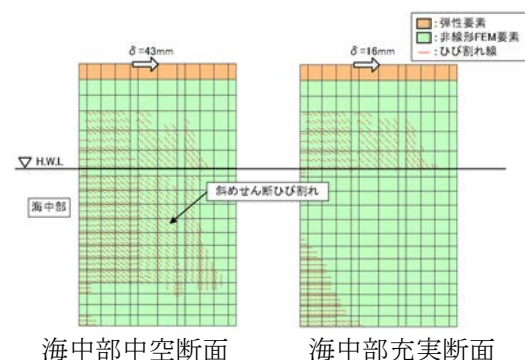 :弾性要素
:非線形FEM要素
:ひび割れ線
δ=43mm
δ=16mm
H.W.L
海中部
斜めせん断ひび割れ
海中部中空断面
海中部充実断面